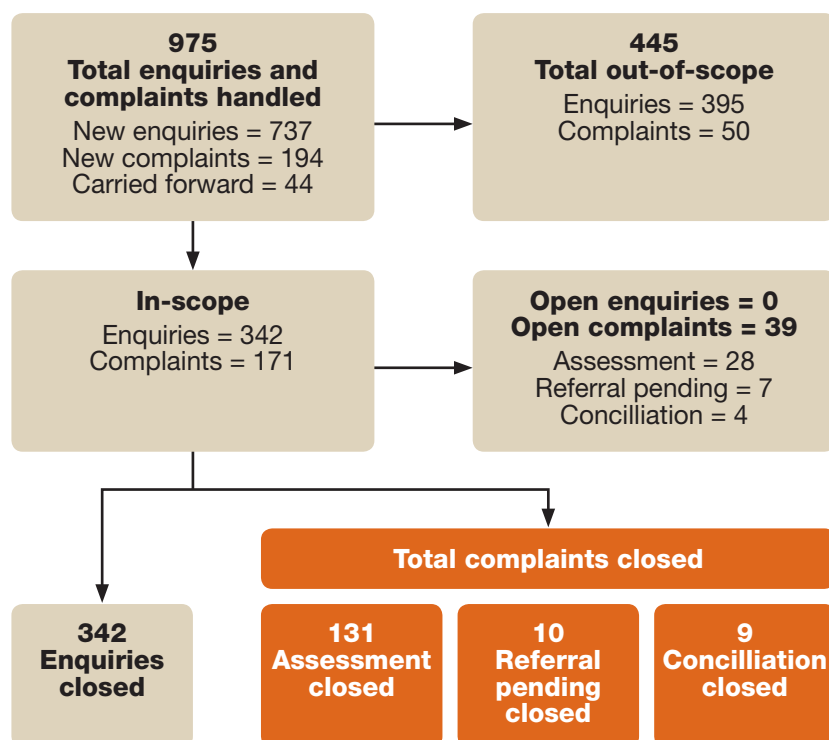 975
Total enquiries and
complaints handled
New enquiries = 737
New complaints = 194
Carried forward = 44
445
Total out-of-scope
Enquiries = 395
Complaints = 50
In-scope
Enquiries = 342
Complaints = 171
Open enquiries = 0
Open complaints = 39
Assessment = 28
Referral pending = 7
Concilliation = 4
Total complaints closed
342
Enquiries
closed
131
Assessment
closed
10
Referral
pending
closed
9
Concilliation
closed